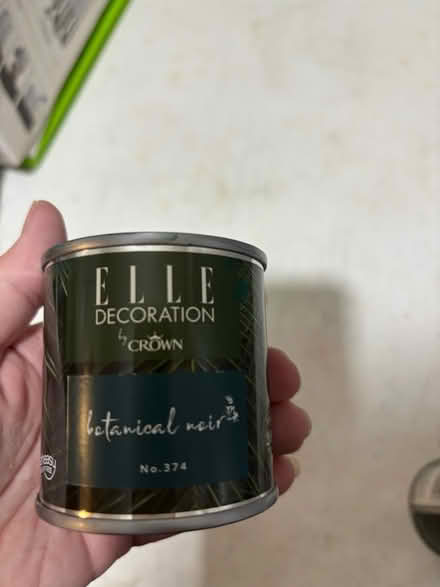 ELLE
DECORATION
by CROWN
botanical noir
No.374